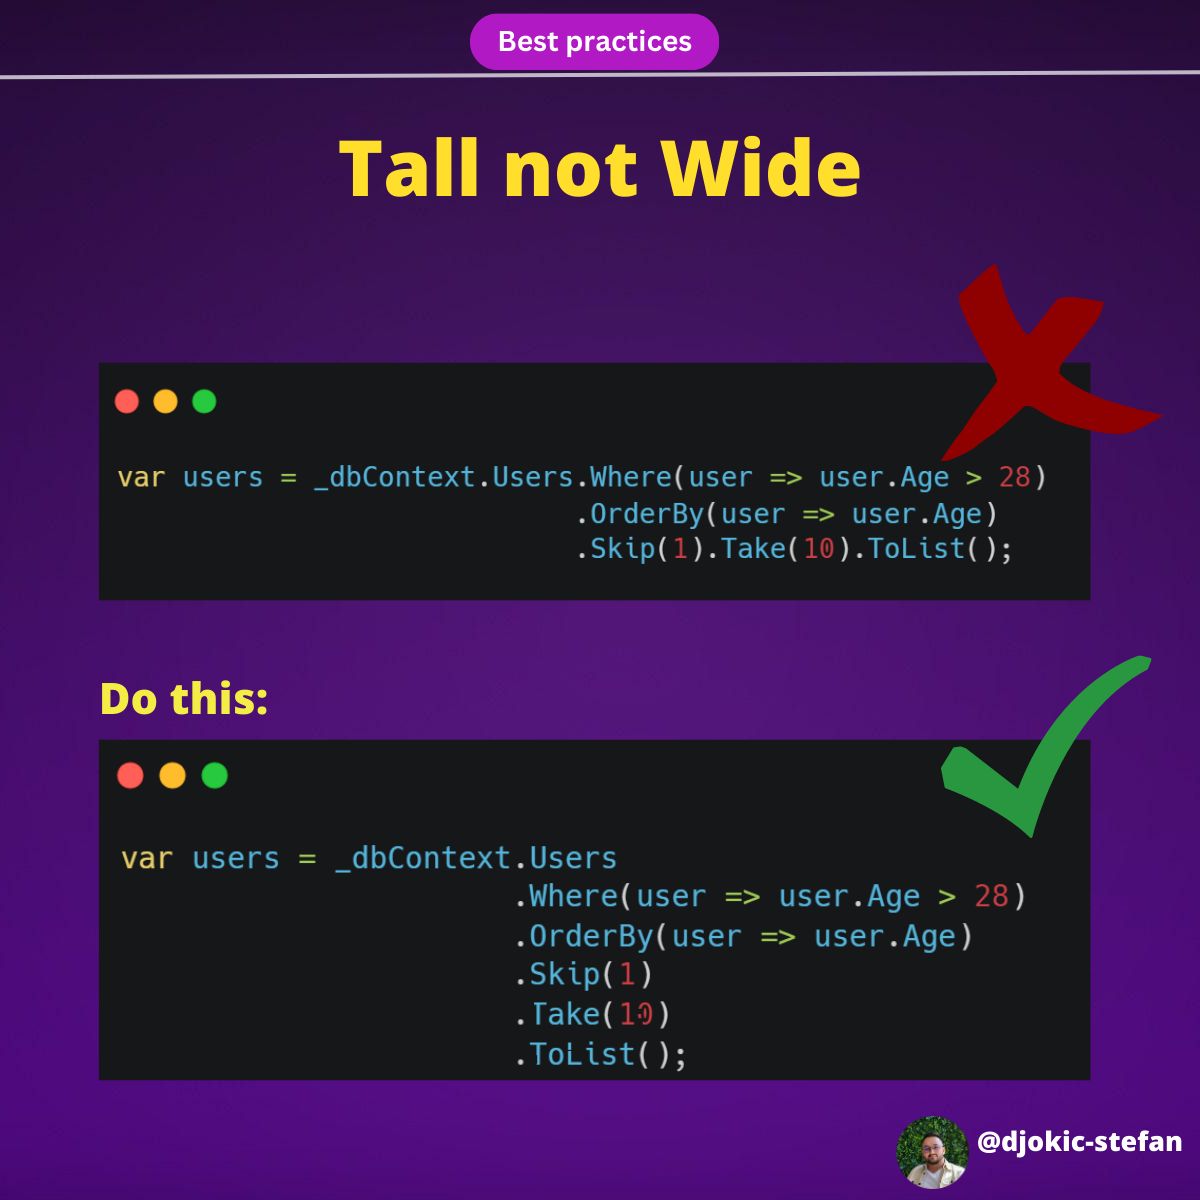 Best practices
Tall not Wide
var users = _dbContext.Users.Where(user => user.Age > 28)
.OrderBy(user => user.Age)
.Skip(1).Take(10).ToList();
Do this:
var users = _dbContext.Users
.Where(user => user.Age > 28)
.OrderBy(user => user.Age)
.Skip(1)
.Take(10)
.ToList();
@djokic-stefan